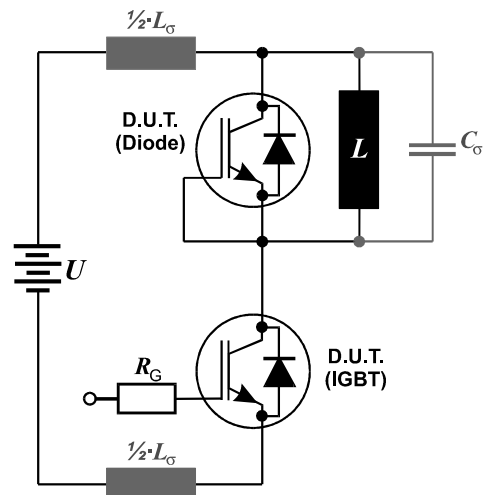 ½·Lσ
D.U.T.
(Diode)
L
Cσ
U
D.U.T.
(IGBT)
RG
½·Lσ